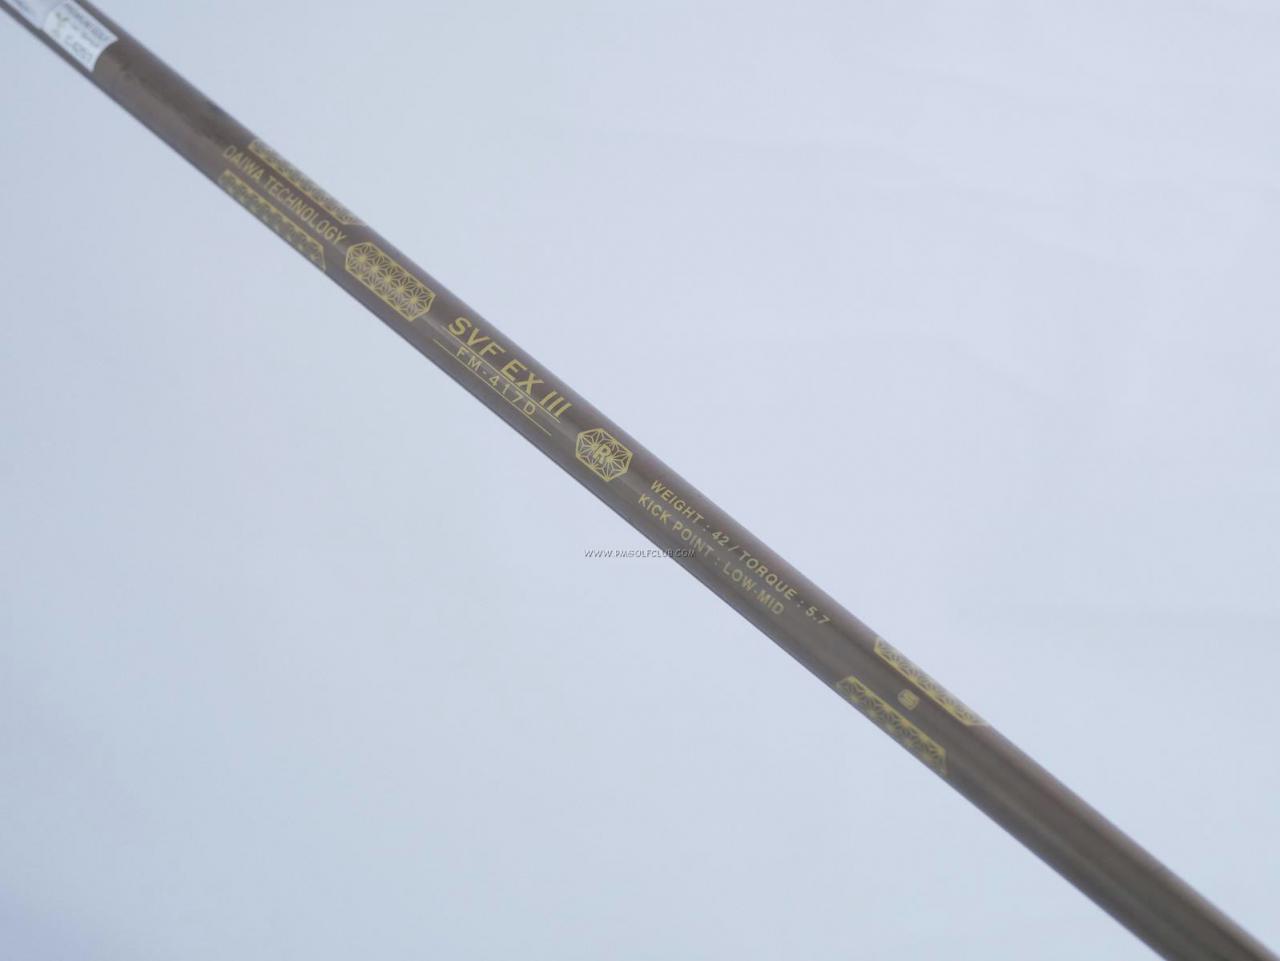 DAIWA TECHNOLOGY
SVF EX III
FM-417D
R
WEIGHT : 42 / TORQUE : 5.7
KICK POINT : LOW-MID
S
WWW.PMGOLFCLUB.COM